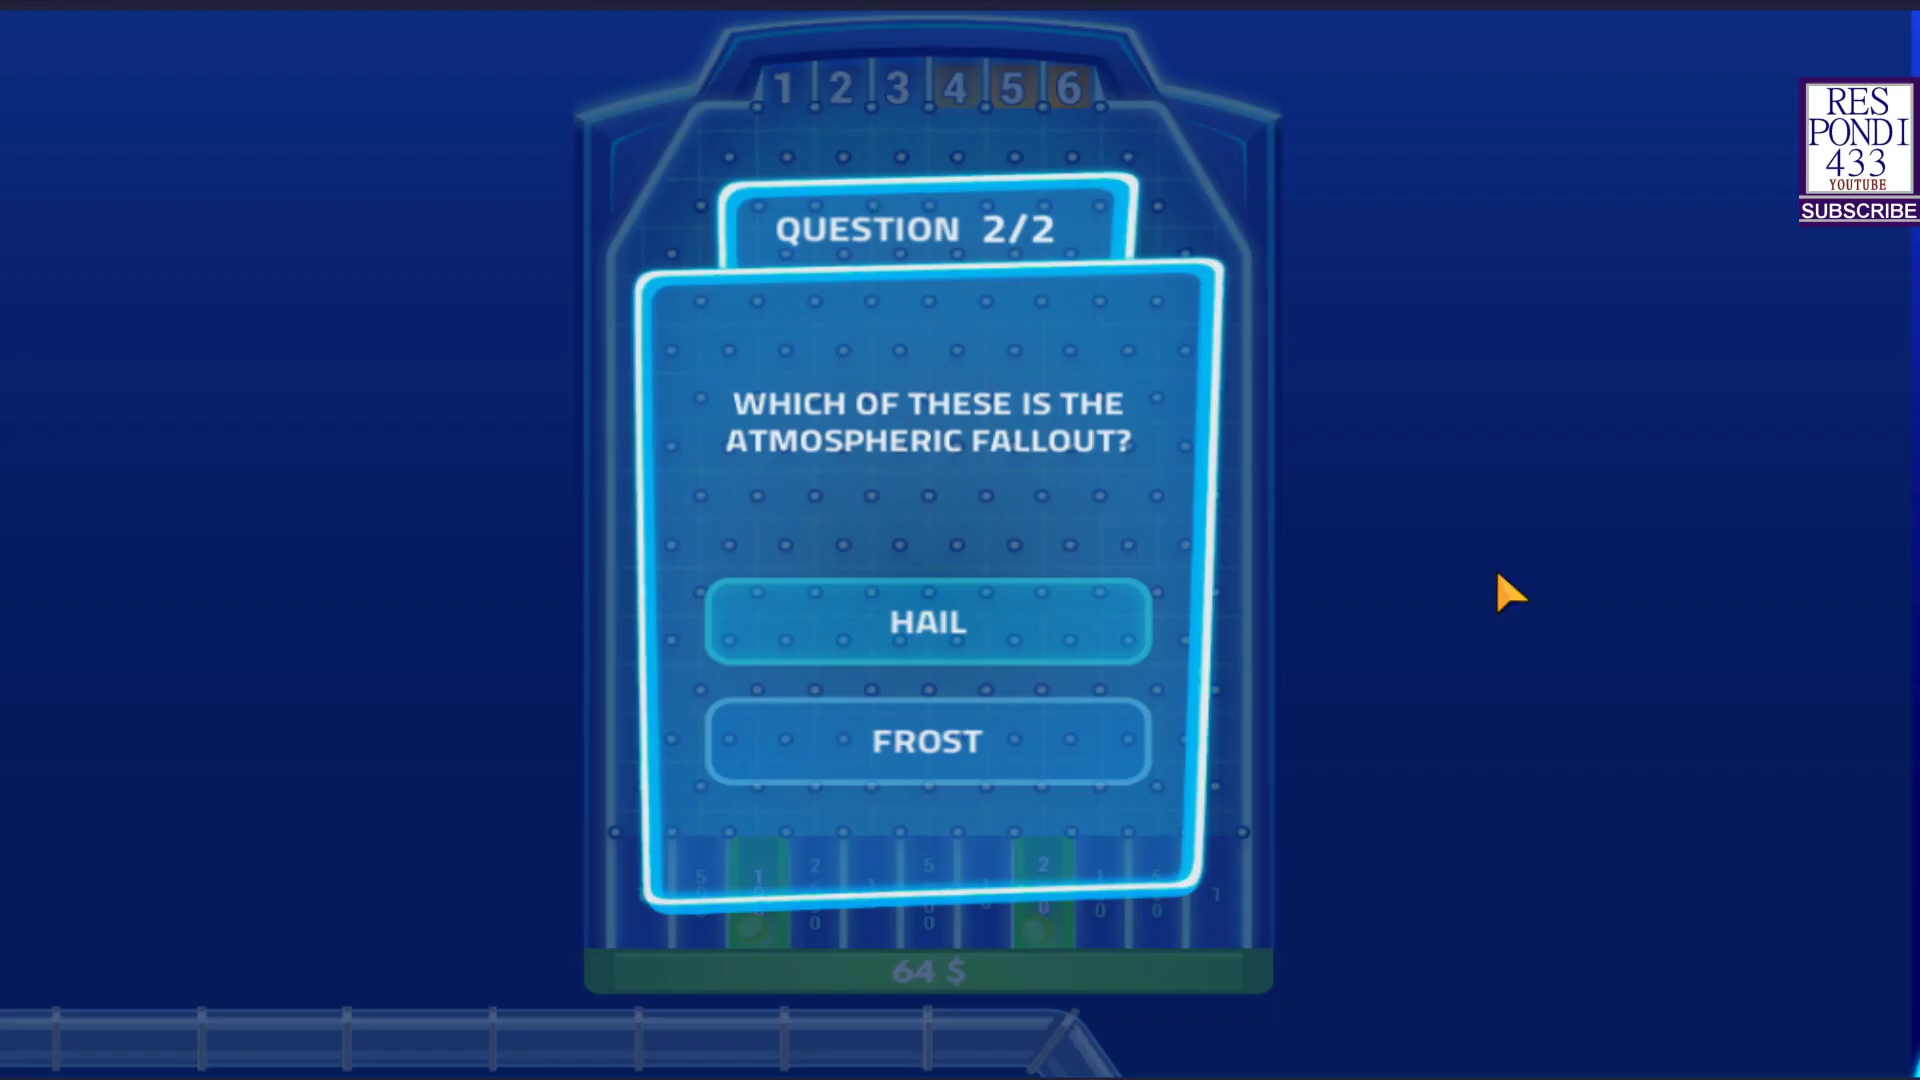 1 2 3 4 5 6
RES
PONDI
433
YOUTUBE
SUBSCRIBE
QUESTION 2/2
WHICH OF THESE IS THE
ATMOSPHERIC FALLOUT?
HAIL
FROST
64 $